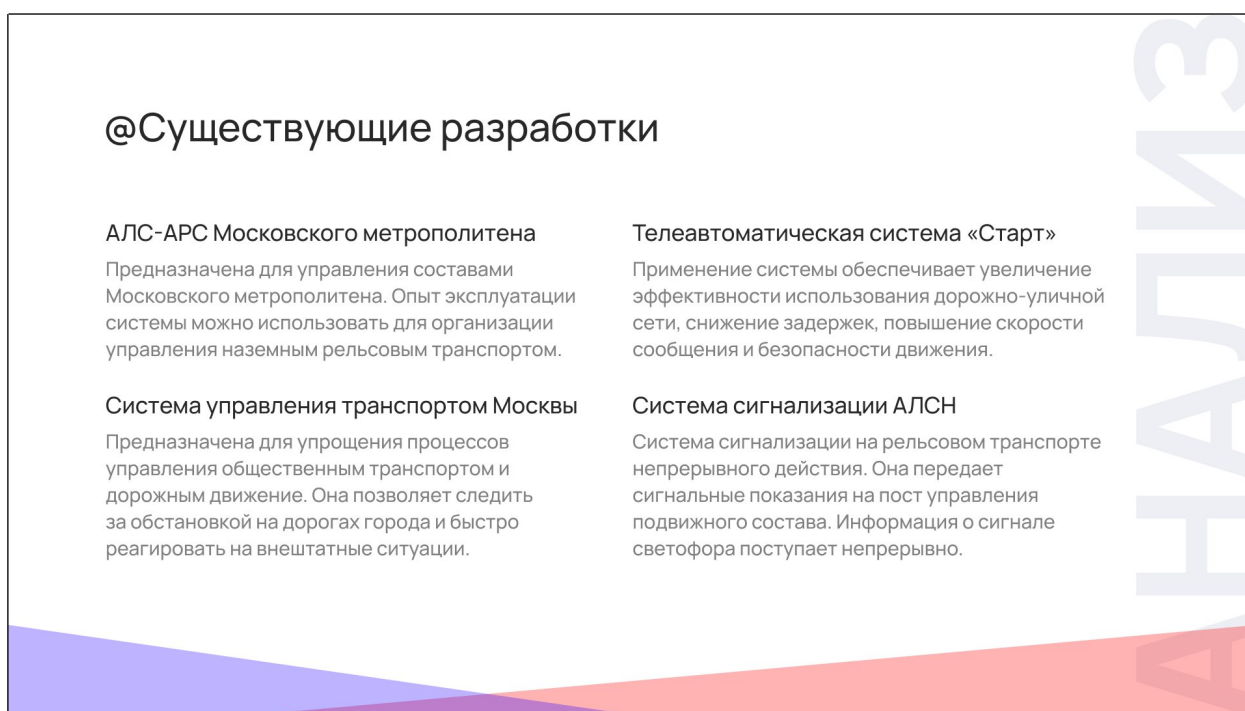 @Существующие разработки
АЛС-АРС Московского метрополитена
Предназначена для управления составами
Московского метрополитена. Опыт эксплуатации
системы можно использовать для организации
управления наземным рельсовым транспортом.
Телеавтоматическая система «Старт»
Применение системы обеспечивает увеличение
эффективности использования дорожно-уличной
сети, снижение задержек, повышение скорости
сообщения и безопасности движения.
Система управления транспортом Москвы
Предназначена для упрощения процессов
управления общественным транспортом и
дорожным движение. Она позволяет следить
за обстановкой на дорогах города и быстро
реагировать на внештатные ситуации.
Система сигнализации АЛСН
Система сигнализации на рельсовом транспорте
непрерывного действия. Она передает
сигнальные показания на пост управления
подвижного состава. Информация о сигнале
светофора поступает непрерывно.
АНАЛИЗ